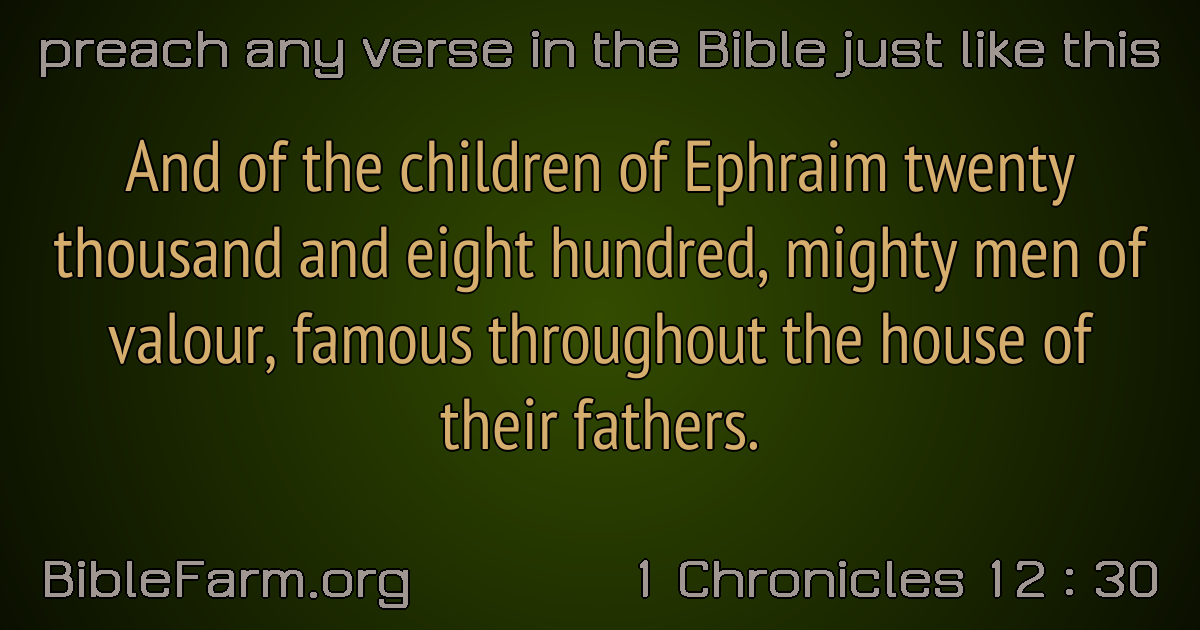 preach any verse in the Bible just like this
And of the children of Ephraim twenty
thousand and eight hundred, mighty men of
valour, famous throughout the house of
their fathers.
BibleFarm.org
1 Chronicles 12 : 30